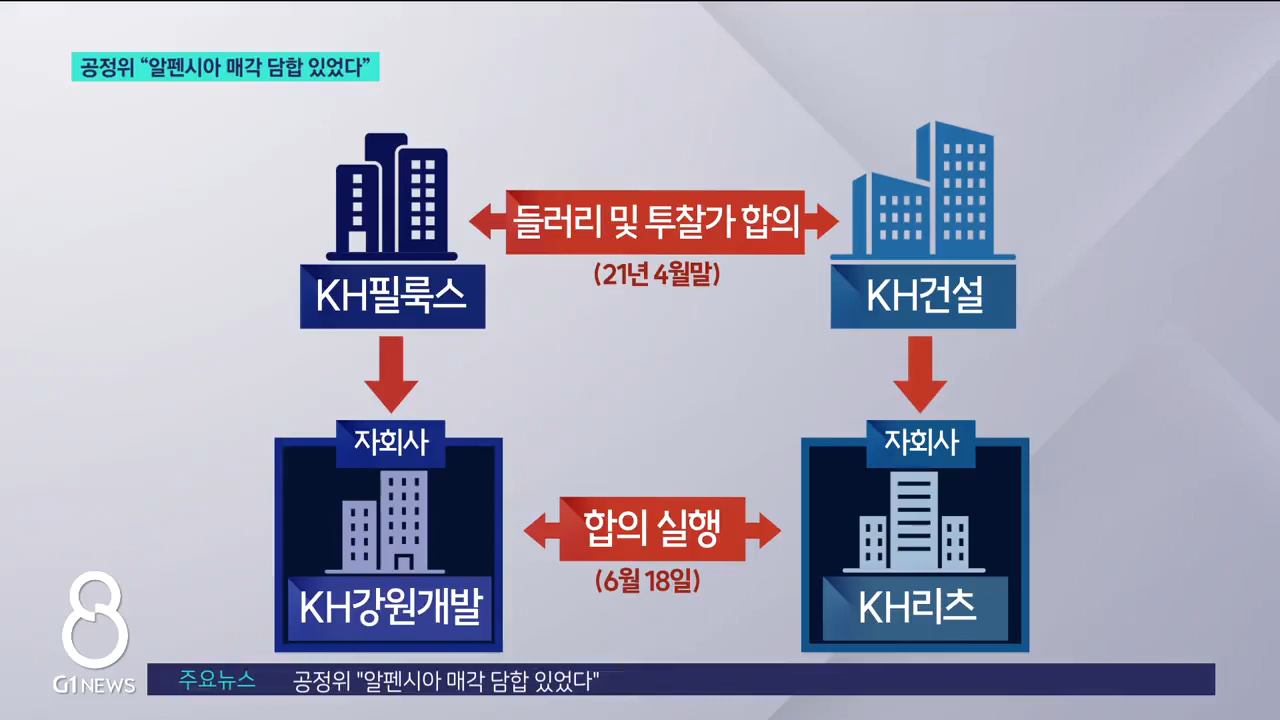 공정위 “알펜시아 매각 담합 있었다”
들러리 및 투찰가 합의
(21년 4월말)
KH필룩스
KH건설
자회사
자회사
합의 실행
(6월 18일)
KH강원개발
KH리츠
8
G1 NEWS
주요뉴스 공정위 "알펜시아 매각 담합 있었다"